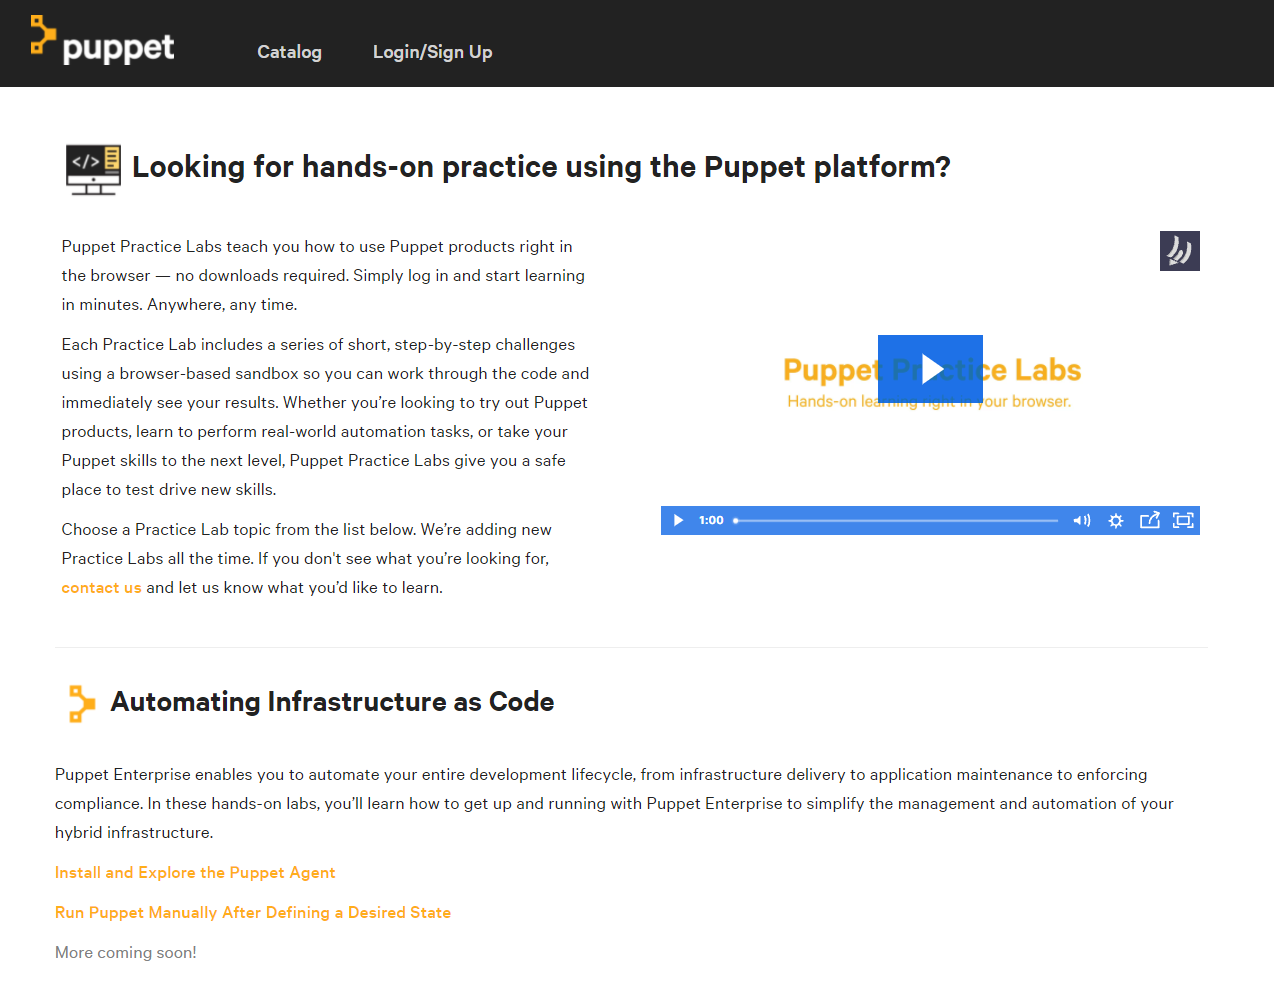 puppet
Catalog
Login/Sign Up
</>
Looking for hands-on practice using the Puppet platform?
Puppet Practice Labs teach you how to use Puppet products right in
the browser — no downloads required. Simply log in and start learning
in minutes. Anywhere, any time.
Each Practice Lab includes a series of short, step-by-step challenges
using a browser-based sandbox so you can work through the code and
immediately see your results. Whether you’re looking to try out Puppet
products, learn to perform real-world automation tasks, or take your
Puppet skills to the next level, Puppet Practice Labs give you a safe
place to test drive new skills.
Choose a Practice Lab topic from the list below. We’re adding new
Practice Labs all the time. If you don't see what you’re looking for,
contact us and let us know what you’d like to learn.
Puppet Practice Labs
Hands-on learning right in your browser.
1:00
Automating Infrastructure as Code
Puppet Enterprise enables you to automate your entire development lifecycle, from infrastructure delivery to application maintenance to enforcing
compliance. In these hands-on labs, you’ll learn how to get up and running with Puppet Enterprise to simplify the management and automation of your
hybrid infrastructure.
Install and Explore the Puppet Agent
Run Puppet Manually After Defining a Desired State
More coming soon!